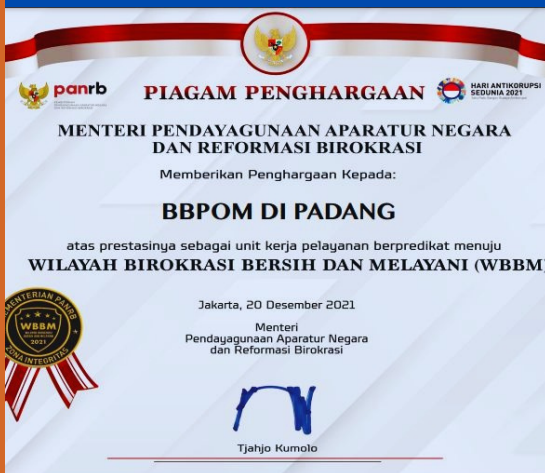 panrb
HARI ANTIKORUPSI
SEDUNIA 2021
PIAGAM PENGHARGAAN
MENTERI PENDAYAGUNAAN APARATUR NEGARA
DAN REFORMASI BIROKRASI
Memberikan Penghargaan Kepada:
BBPOM DI PADANG
atas prestasinya sebagai unit kerja pelayanan berpredikat menuju
WILAYAH BIROKRASI BERSIH DAN MELAYANI (WBBM)
Jakarta, 20 Desember 2021
Menteri
Pendayagunaan Aparatur Negara
dan Reformasi Birokrasi
KEMENTERIAN PANRB
WBBM
2021
ZONA INTEGRITAS
Tjahjo Kumolo